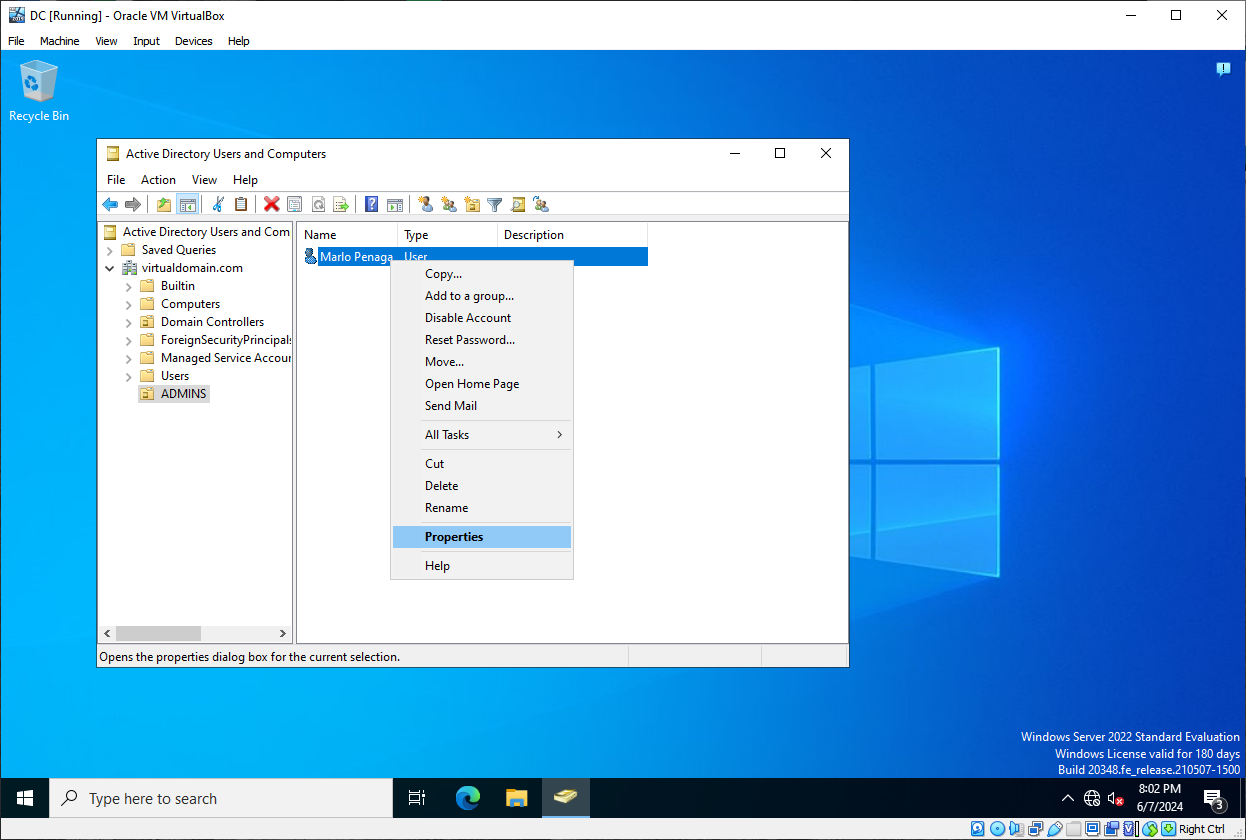 DC [Running] - Oracle VM VirtualBox
File Machine View Input Devices Help
Recycle Bin
Active Directory Users and Computers
File Action View Help
Active Directory Users and Com
Saved Queries
virtualdomain.com
Builtin
Computers
Domain Controllers
ForeignSecurityPrincipals
Managed Service Accour
Users
ADMINS
Name Type Description
Marlo Penaga User
Copy...
Add to a group...
Disable Account
Reset Password...
Move...
Open Home Page
Send Mail
All Tasks
Cut
Delete
Rename
Properties
Help
Opens the properties dialog box for the current selection.
Windows Server 2022 Standard Evaluation
Windows License valid for 180 days
Build 20348.fe_release.210507-1500
Type here to search
8:02 PM
6/7/2024
3
Right Ctrl